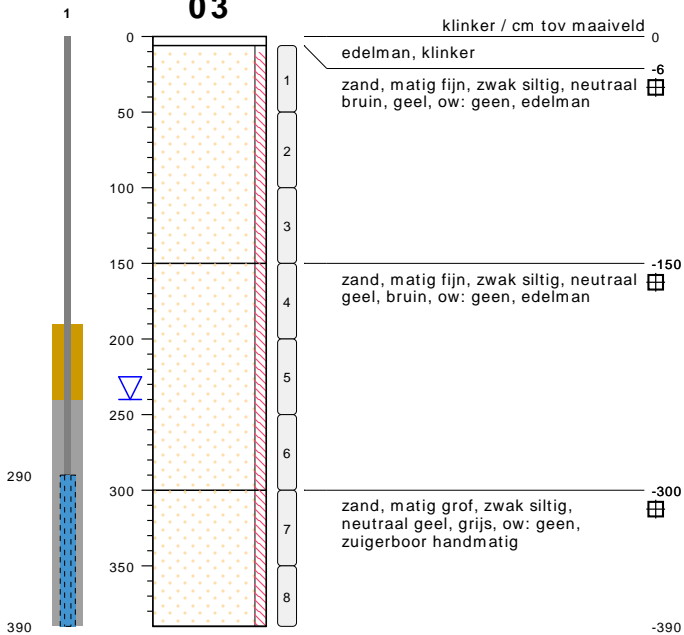 03
1
klinker / cm tov maaiveld 0
0
edelman, klinker
-6
zand, matig fijn, zwak siltig, neutraal
bruin, geel, ow: geen, edelman
1
50
2
100
3
150
-150
zand, matig fijn, zwak siltig, neutraal
geel, bruin, ow: geen, edelman
4
200
5
250
6
290
300
-300
zand, matig grof, zwak siltig,
neutraal geel, grijs, ow: geen,
zuigerboor handmatig
7
350
8
390
-390